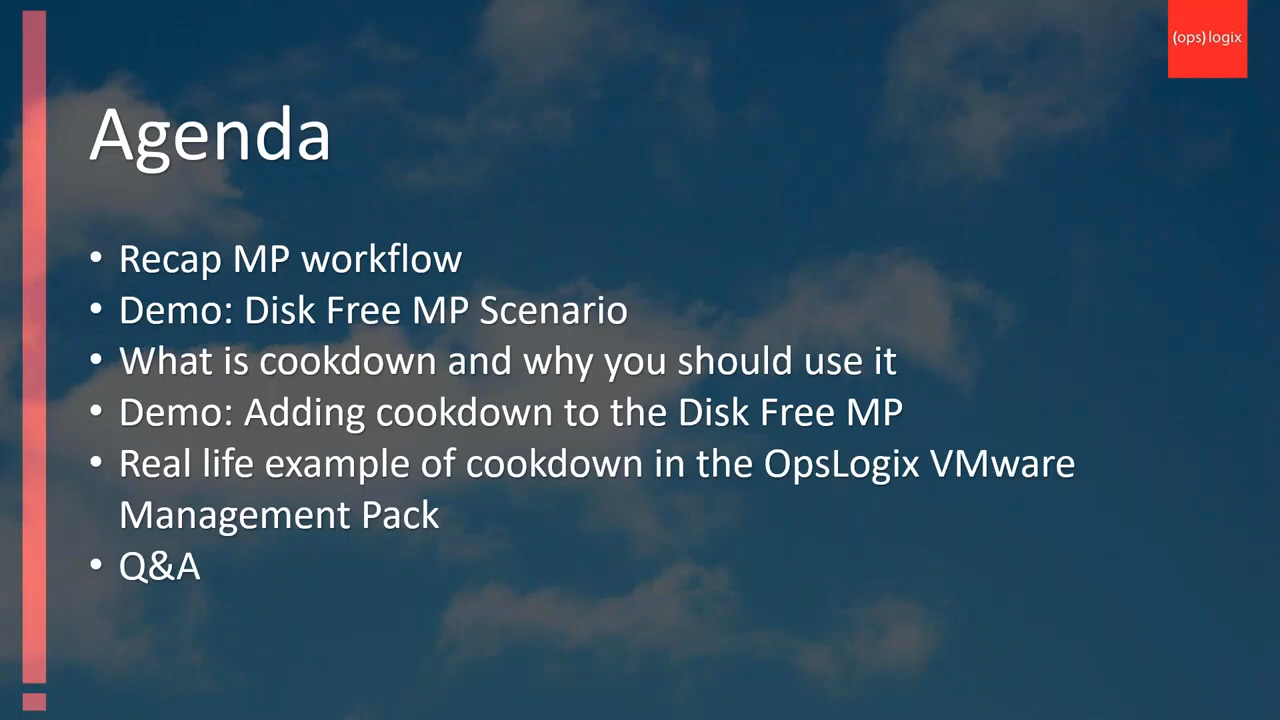 (ops)logix
Agenda
• Recap MP workflow
• Demo: Disk Free MP Scenario
• What is cookdown and why you should use it
• Demo: Adding cookdown to the Disk Free MP
• Real life example of cookdown in the OpsLogix VMware
Management Pack
• Q&A